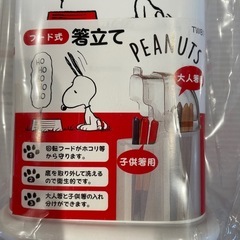 フード式 箸立て
PEANUTS
大人箸用
子供箸用
1 回転フードがホコリ等
から守ります。
2 底を取り外して洗える
ので衛生的です。
3 大人箸と子供箸の入れ
分けができます。